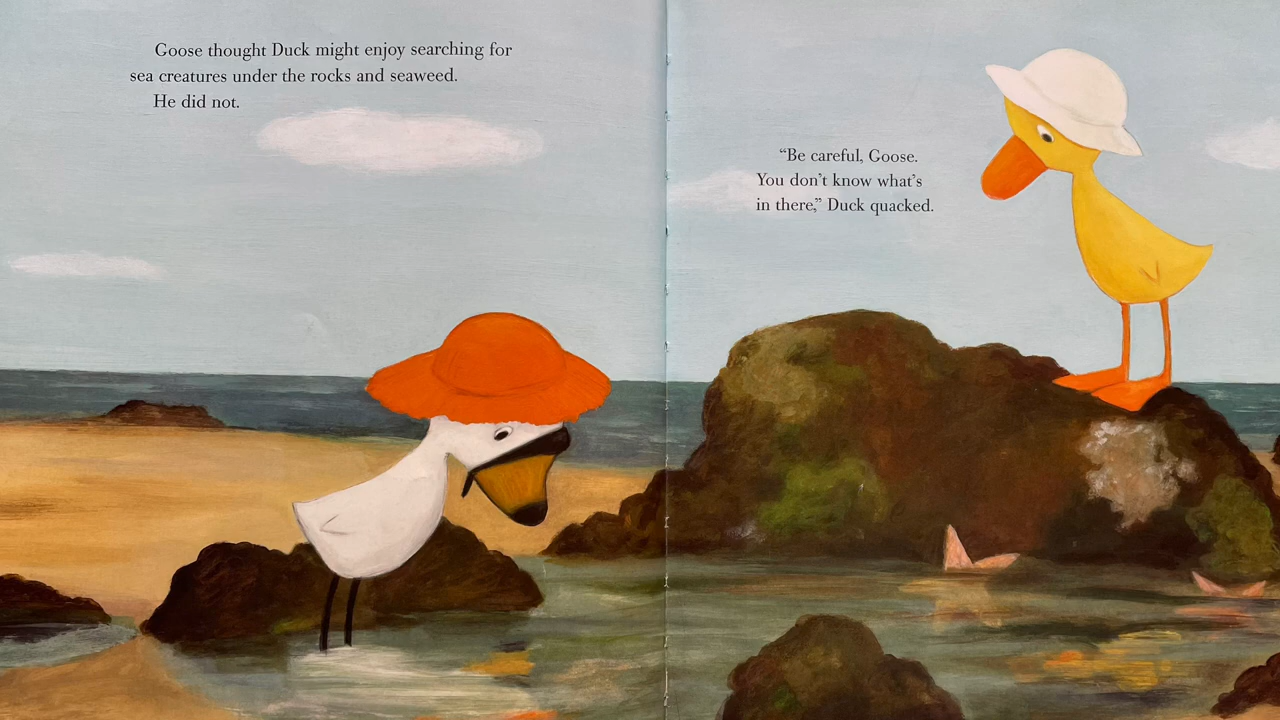 Goose thought Duck might enjoy searching for
sea creatures under the rocks and seaweed.
He did not.
“Be careful, Goose.
You don’t know what’s
in there,” Duck quacked.